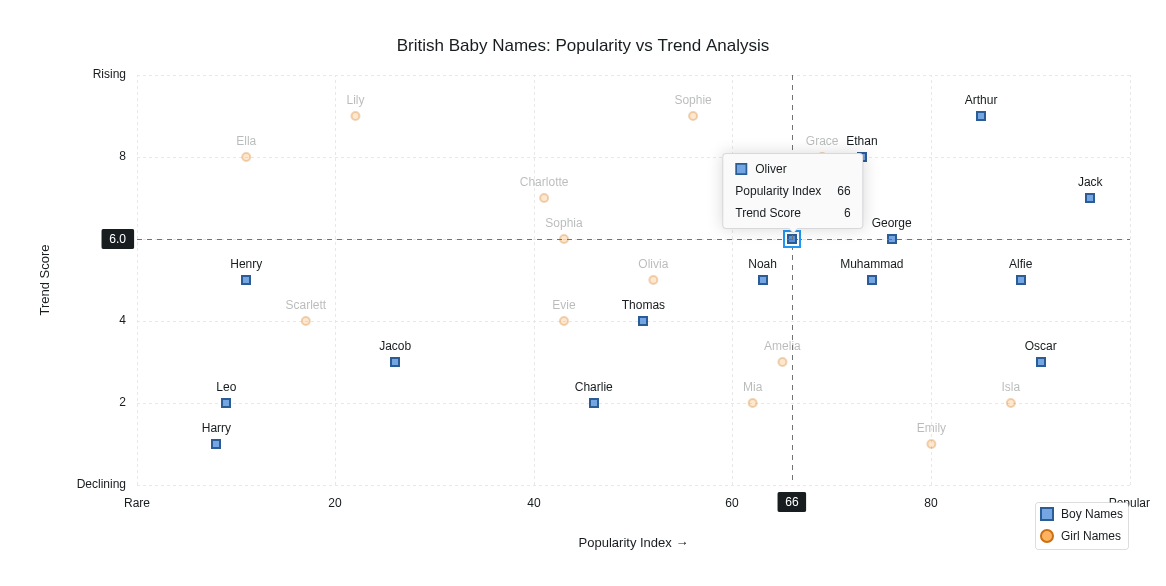 British Baby Names: Popularity vs Trend Analysis
Rising
Lily
Sophie
Arthur
Ella
Grace
Ethan
8
Oliver
Charlotte
Jack
Popularity Index 66
Trend Score 6
Sophia
George
6.0
Trend Score
Henry
Olivia
Noah
Muhammad
Alfie
Scarlett
Evie
Thomas
4
Jacob
Amelia
Oscar
Leo
Charlie
Mia
Isla
2
Harry
Emily
Declining
Rare
20
40
60
66
80
Popular
Boy Names
Girl Names
Popularity Index →